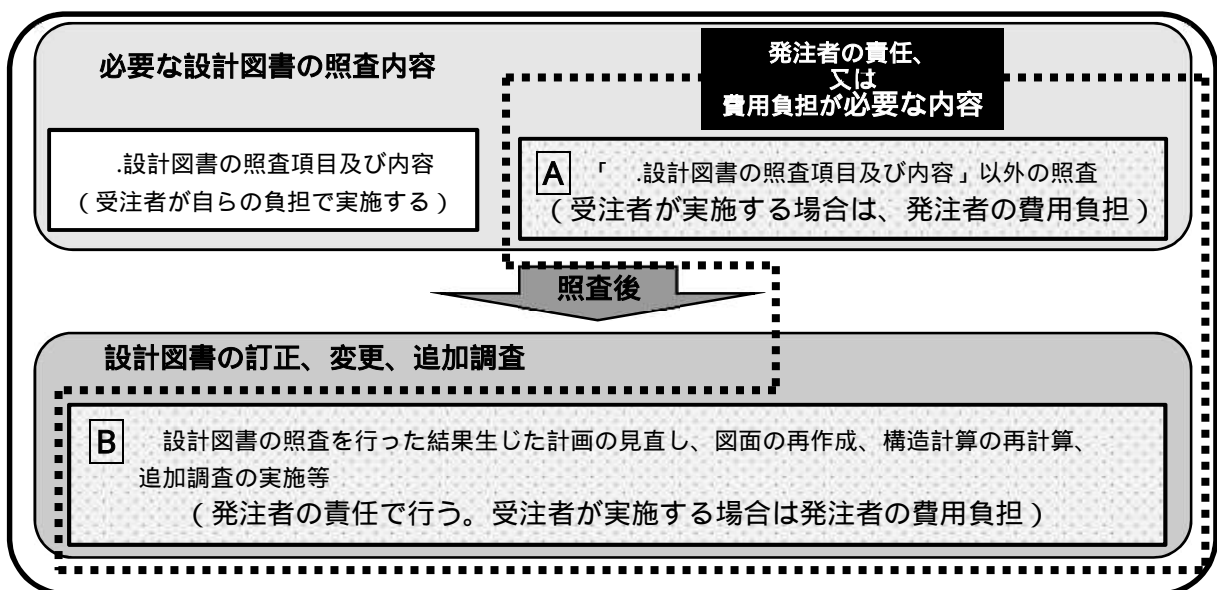 必要な設計図書の照査内容
発注者の責任、
又は
費用負担が必要な内容
.設計図書の照査項目及び内容
(受注者が自らの負担で実施する)
A 「 .設計図書の照査項目及び内容」以外の照査
(受注者が実施する場合は、発注者の費用負担)
照査後
設計図書の訂正、変更、追加調査
B 設計図書の照査を行った結果生じた計画の見直し、図面の再作成、構造計算の再計算、
追加調査の実施等
(発注者の責任で行う。受注者が実施する場合は発注者の費用負担)